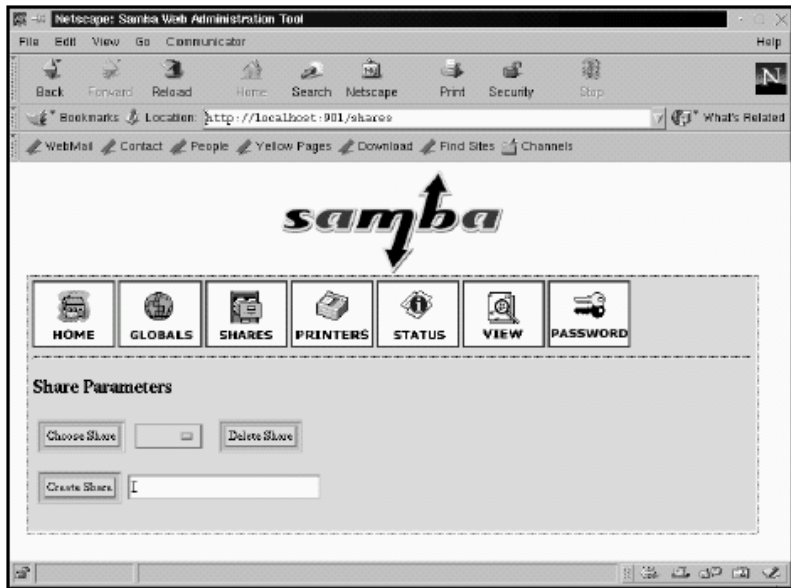 Netscape: Samba Web Administration Tool
File Edit View Go Communicator Help
Back Forward Reload Home Search Netscape Print Security Stop
N
Bookmarks Location: http://localhost:901/shares What's Related
WebMail Contact People Yellow Pages Download Find Sites Channels
samba
HOME GLOBALS SHARES PRINTERS STATUS VIEW PASSWORD
Share Parameters
Choose Share Delete Share
Create Share